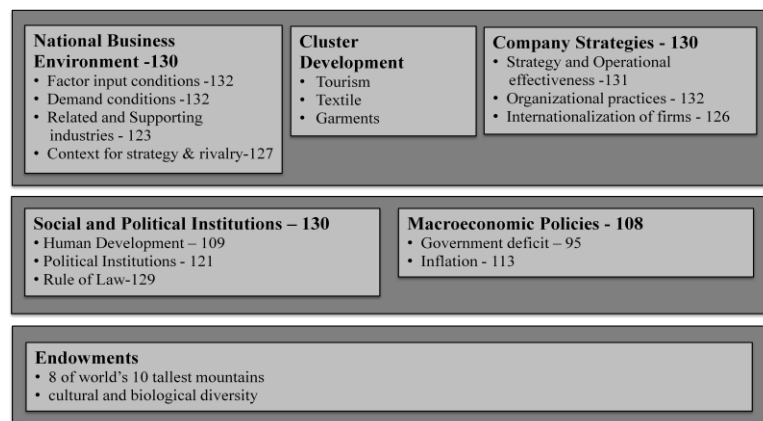 National Business
Environment -130
• Factor input conditions -132
• Demand conditions -132
• Related and Supporting
industries - 123
• Context for strategy & rivalry-127
Cluster
Development
• Tourism
• Textile
• Garments
Company Strategies - 130
• Strategy and Operational
effectiveness -131
• Organizational practices - 132
• Internationalization of firms - 126
Social and Political Institutions – 130
• Human Development – 109
• Political Institutions - 121
• Rule of Law-129
Macroeconomic Policies - 108
• Government deficit – 95
• Inflation - 113
Endowments
• 8 of world’s 10 tallest mountains
• cultural and biological diversity